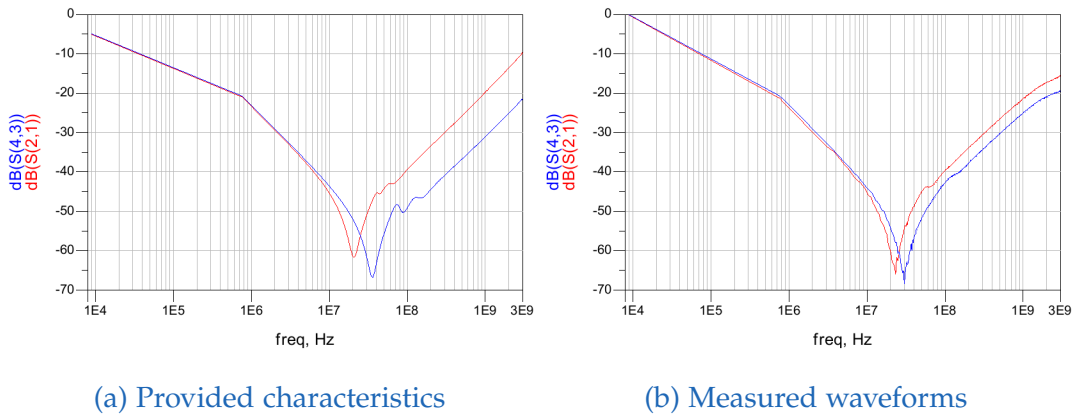 0
-10
-20
-30
-40
-50
-60
-70
1E4
1E5
1E6
1E7
1E8
1E9
3E9
freq, Hz
dB(S(4,3))
dB(S(2,1))
(a) Provided characteristics
0
-10
-20
-30
-40
-50
-60
-70
1E4
1E5
1E6
1E7
1E8
1E9
3E9
freq, Hz
dB(S(4,3))
dB(S(2,1))
(b) Measured waveforms